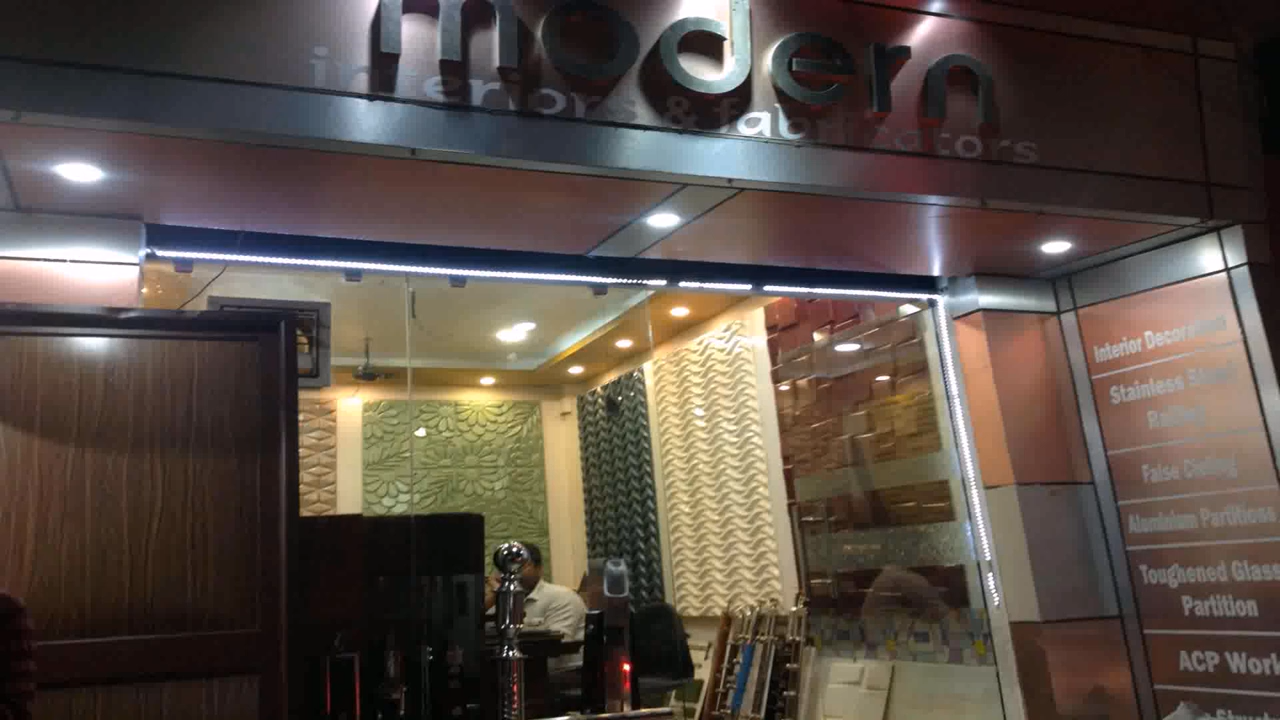 modern
interiors & fabricators
Interior Decoration
Stainless Steel
Railing
False Ceiling
Aluminium Partitions
Toughened Glass
Partition
ACP Work